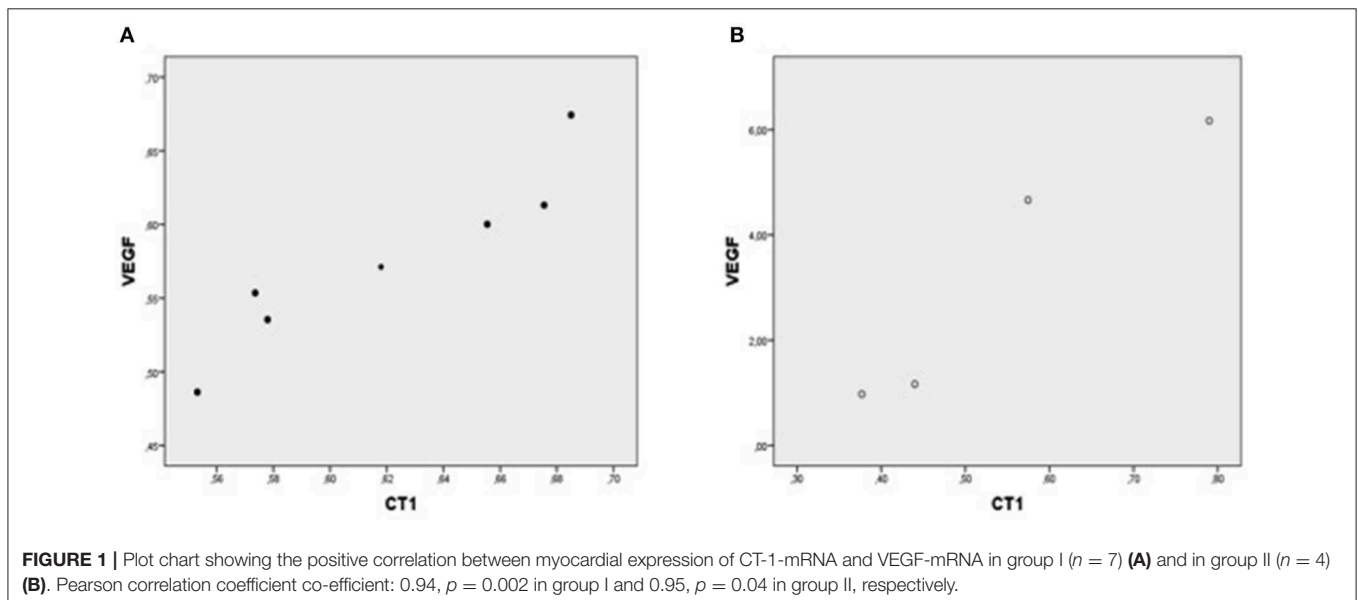 A
B
,70
,65
,60
,55
,50
,45
VEGF
,56 ,58 ,60 ,62 ,64 ,66 ,68 ,70
CT1
6,00
4,00
2,00
,00
VEGF
,30 ,40 ,50 ,60 ,70 ,80
CT1
FIGURE 1 | Plot chart showing the positive correlation between myocardial expression of CT-1-mRNA and VEGF-mRNA in group I (n = 7) (A) and in group II (n = 4)
(B). Pearson correlation coefficient co-efficient: 0.94, p = 0.002 in group I and 0.95, p = 0.04 in group II, respectively.